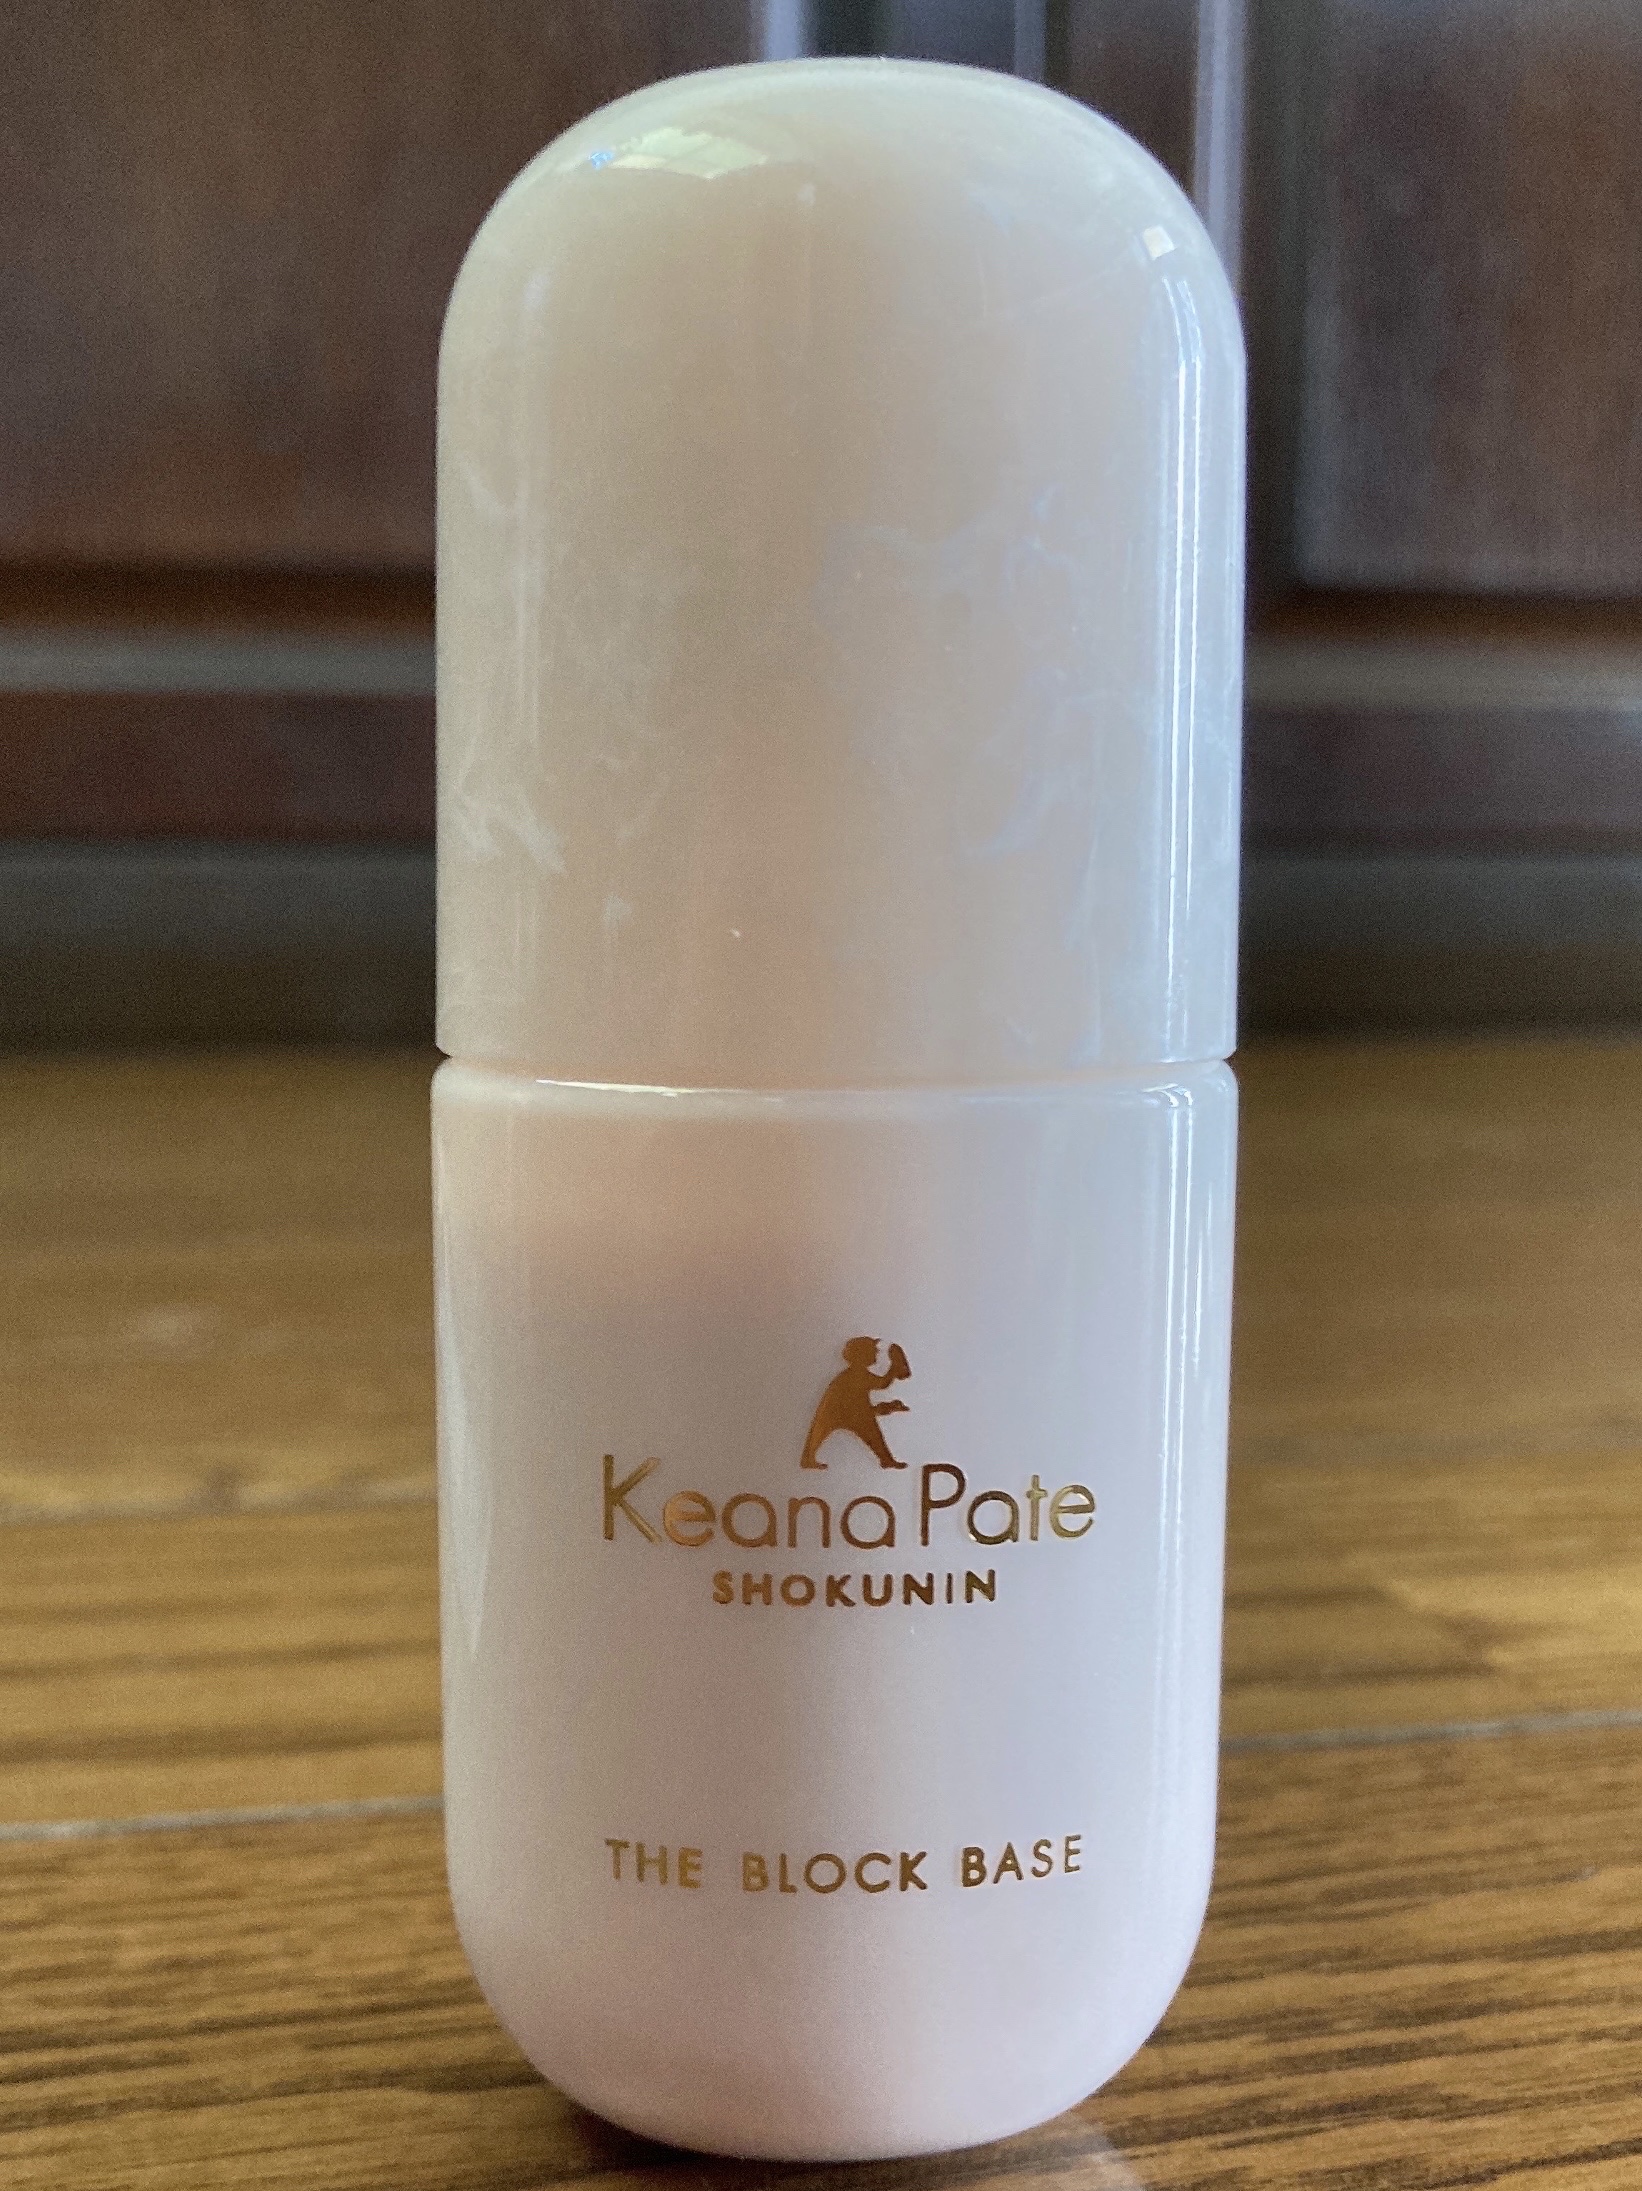 Keana Pate
SHOKUNIN
THE BLOCK BASE